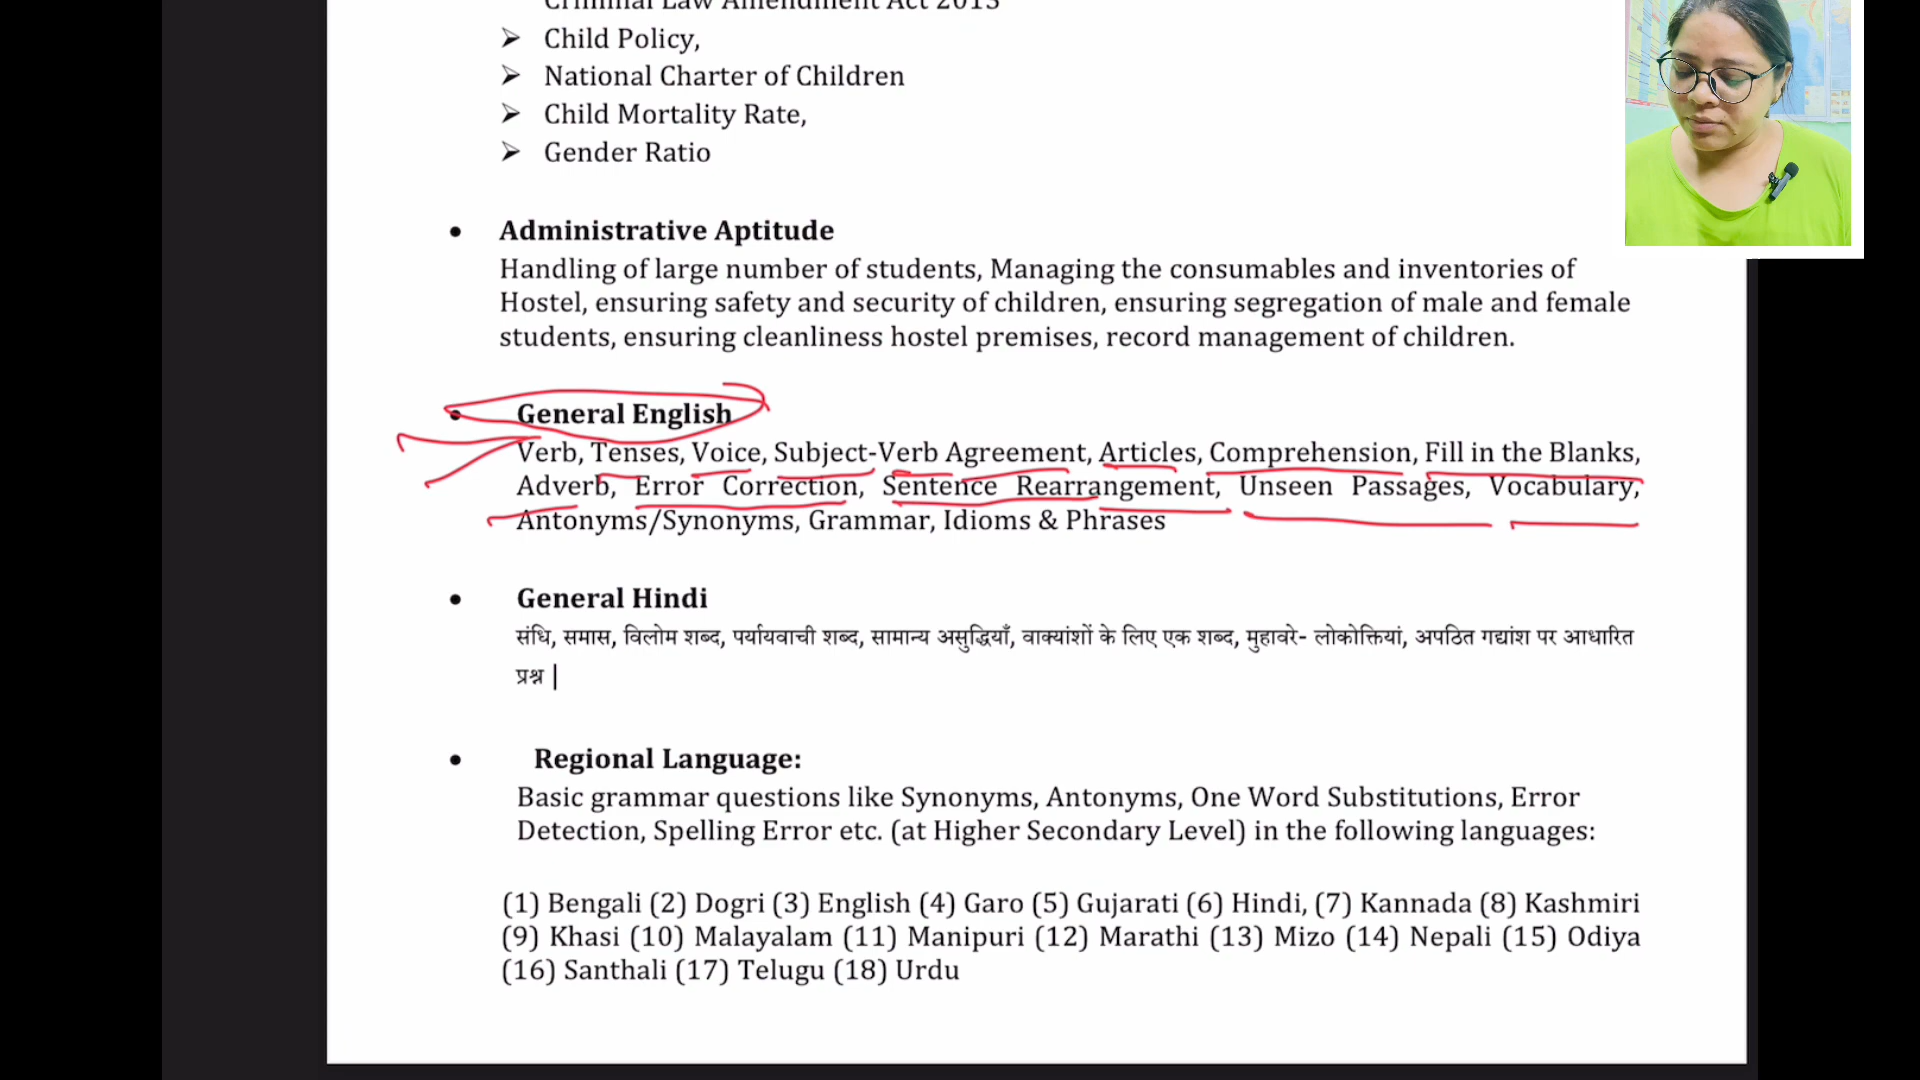 Criminal Law Amendment Act 2013
➢ Child Policy,
➢ National Charter of Children
➢ Child Mortality Rate,
➢ Gender Ratio
• Administrative Aptitude
Handling of large number of students, Managing the consumables and inventories of
Hostel, ensuring safety and security of children, ensuring segregation of male and female
students, ensuring cleanliness hostel premises, record management of children.
• General English
Verb, Tenses, Voice, Subject-Verb Agreement, Articles, Comprehension, Fill in the Blanks,
Adverb, Error Correction, Sentence Rearrangement, Unseen Passages, Vocabulary,
Antonyms/Synonyms, Grammar, Idioms & Phrases
• General Hindi
संधि, समास, विलोम शब्द, पर्यायवाची शब्द, सामान्य असुद्धियाँ, वाक्यांशों के लिए एक शब्द, मुहावरे- लोकोक्तियां, अपठित गद्यांश पर आधारित
प्रश्न |
• Regional Language:
Basic grammar questions like Synonyms, Antonyms, One Word Substitutions, Error
Detection, Spelling Error etc. (at Higher Secondary Level) in the following languages:
(1) Bengali (2) Dogri (3) English (4) Garo (5) Gujarati (6) Hindi, (7) Kannada (8) Kashmiri
(9) Khasi (10) Malayalam (11) Manipuri (12) Marathi (13) Mizo (14) Nepali (15) Odiya
(16) Santhali (17) Telugu (18) Urdu